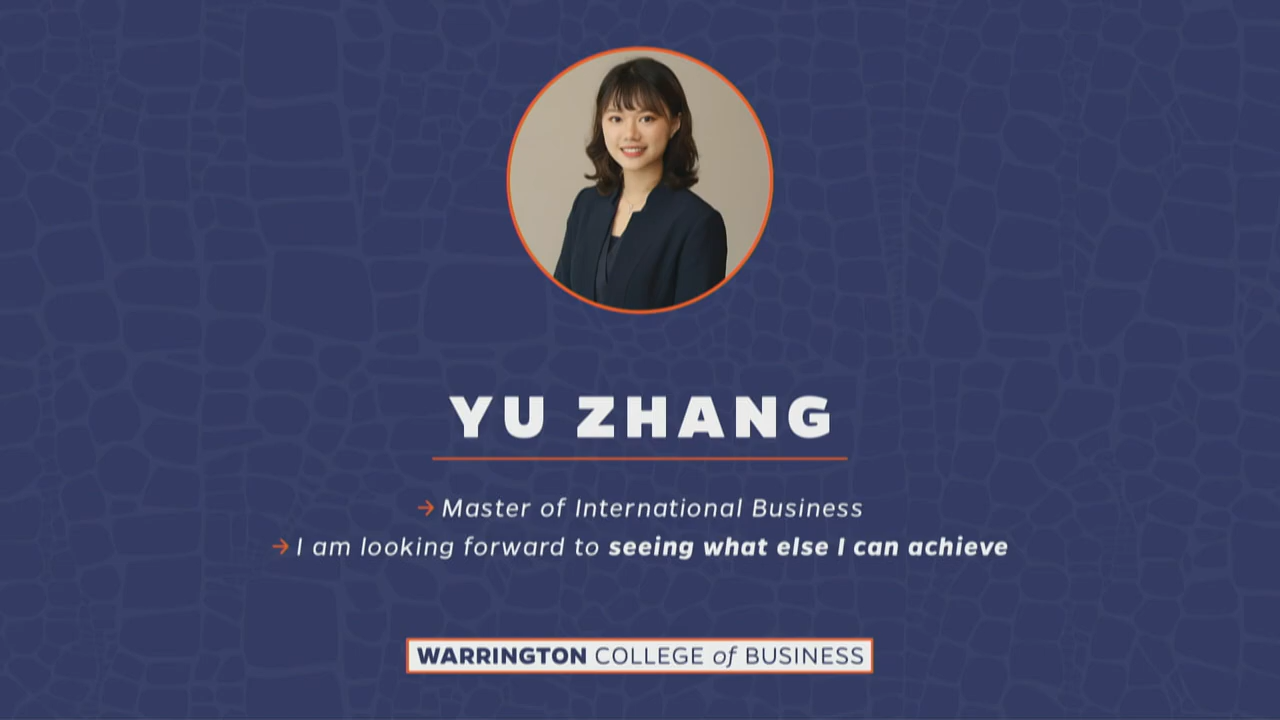 YU ZHANG
→ Master of International Business
→ I am looking forward to seeing what else I can achieve
WARRINGTON COLLEGE of BUSINESS